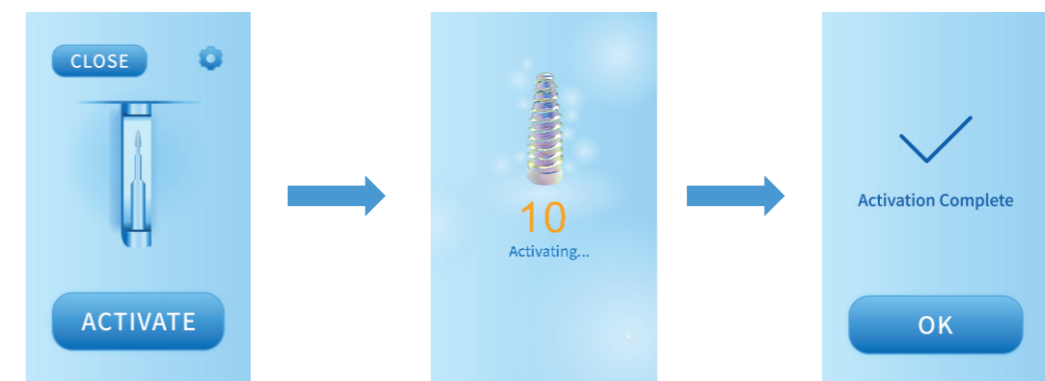 CLOSE
ACTIVATE
10
Activating...
Activation Complete
OK